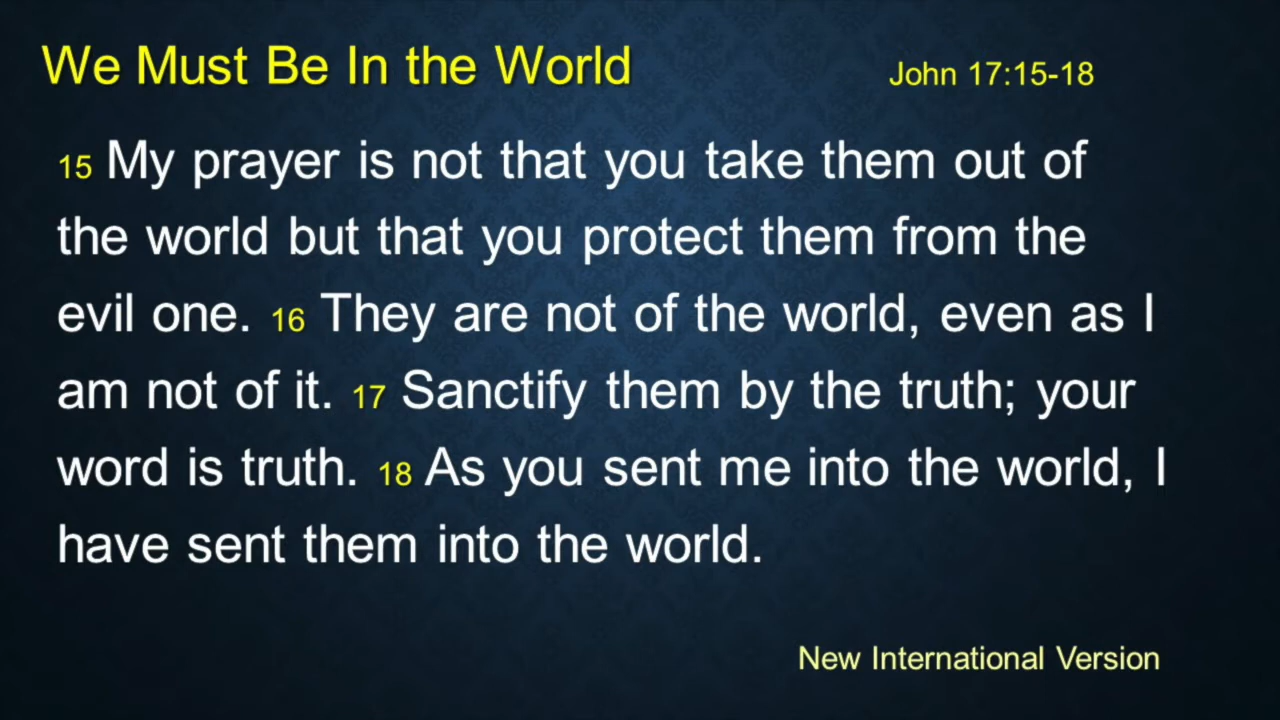 We Must Be In the World John 17:15-18
15 My prayer is not that you take them out of
the world but that you protect them from the
evil one. 16 They are not of the world, even as I
am not of it. 17 Sanctify them by the truth; your
word is truth. 18 As you sent me into the world, I
have sent them into the world.
New International Version